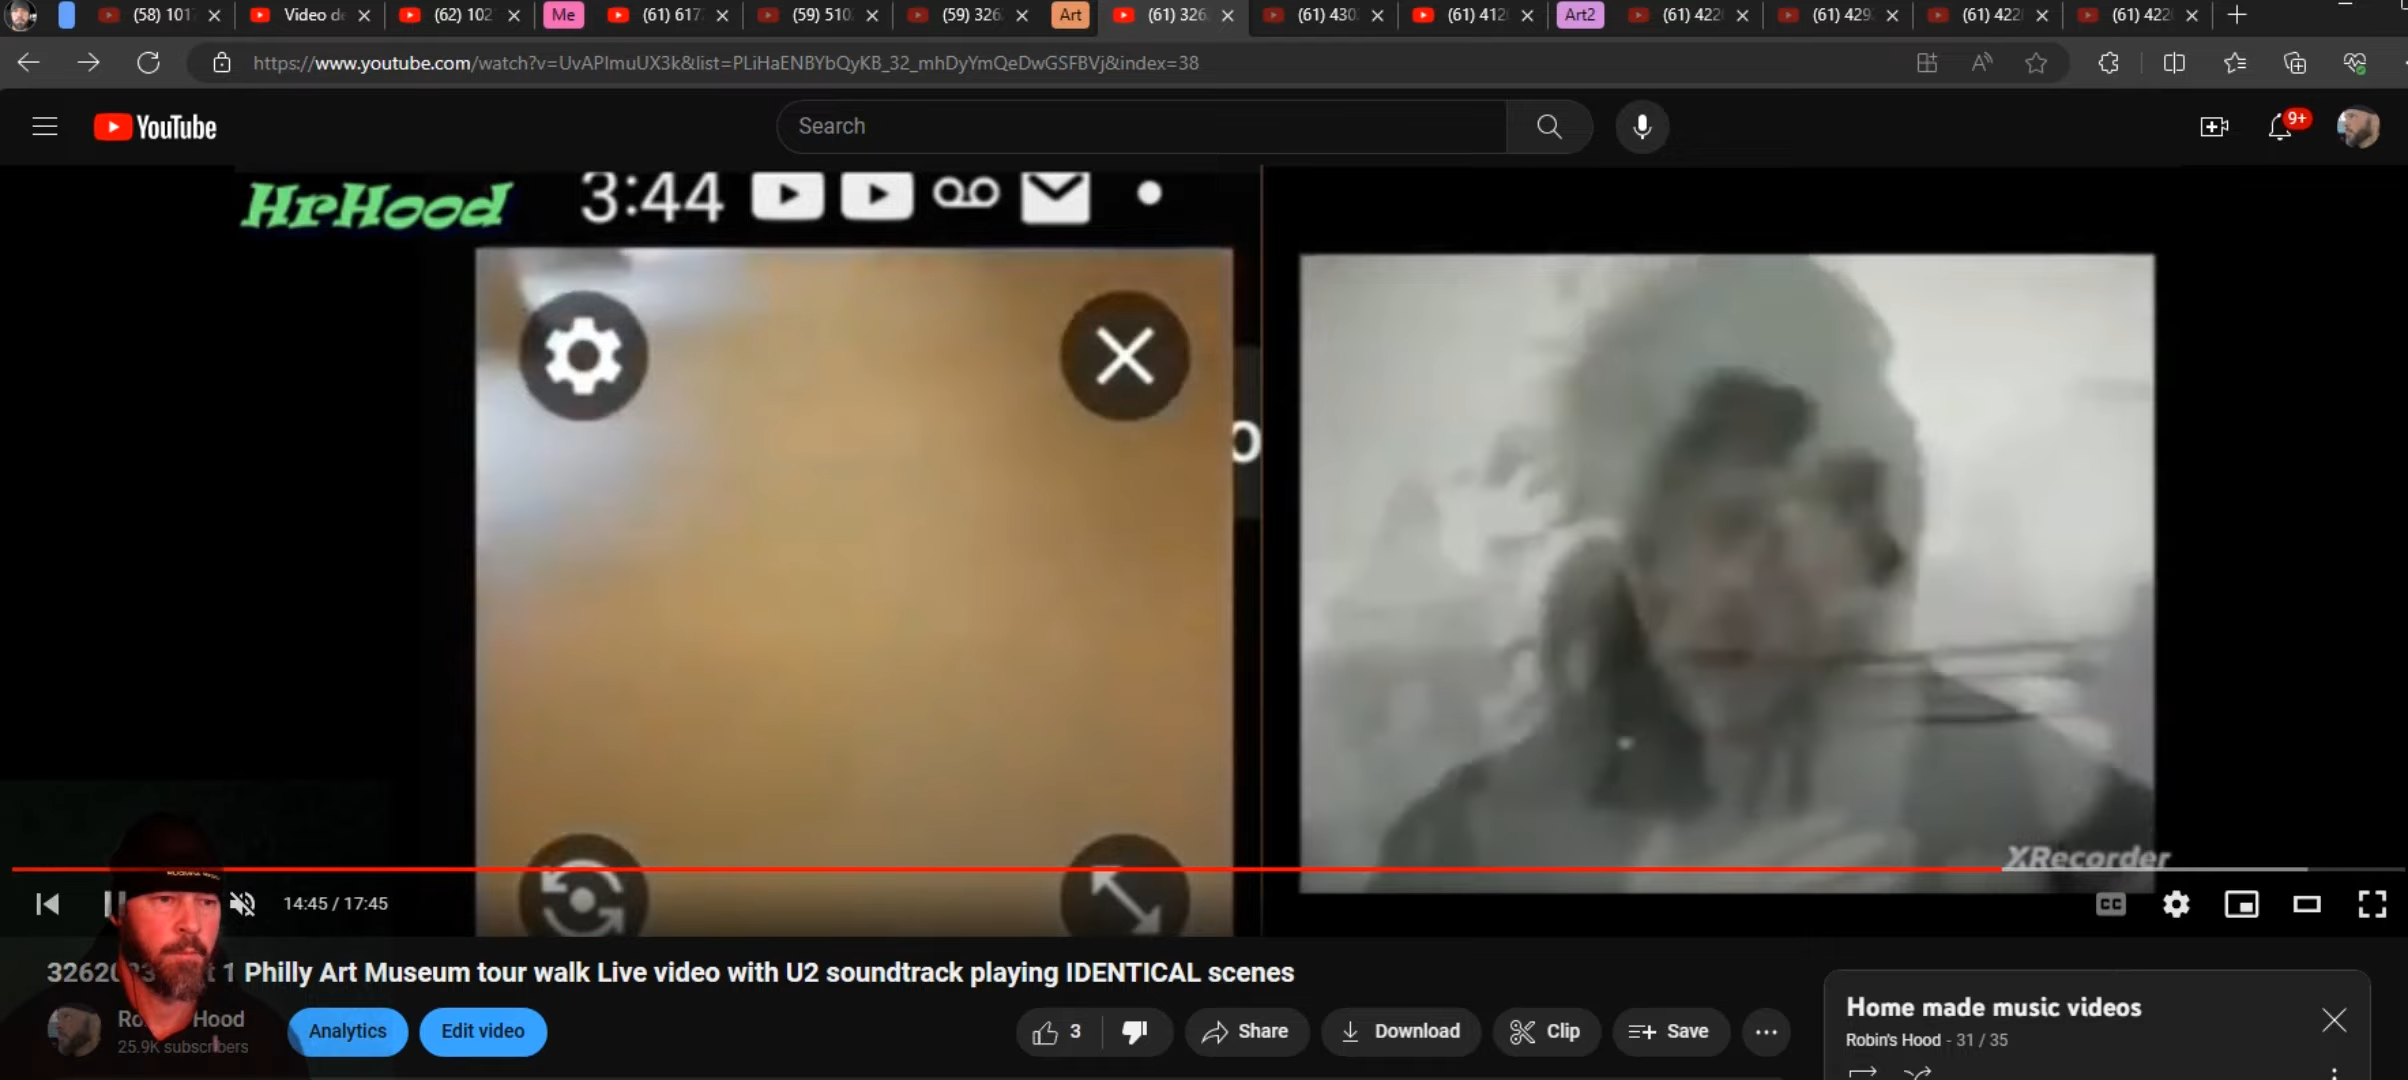 (58) 101
Video de
(62) 102
Me
(61) 617
(59) 510
(59) 326
Art
(61) 326
(61) 430
(61) 412
Art2
(61) 422
(61) 429
(61) 422
(61) 422
https://www.youtube.com/watch?v=UvAPlmuUX3k&list=PLiHaENBYbQyKB_32_mhDyYmQeDwGSFBVj&index=38
YouTube
Search
9+
HrHood
3:44
XRecorder
14:45 / 17:45
CC
1 Philly Art Museum tour walk Live video with U2 soundtrack playing IDENTICAL scenes
Hood
25.9K subscribers
Analytics
Edit video
3
Share
Download
Clip
Save
Home made music videos
Robin's Hood - 31 / 35